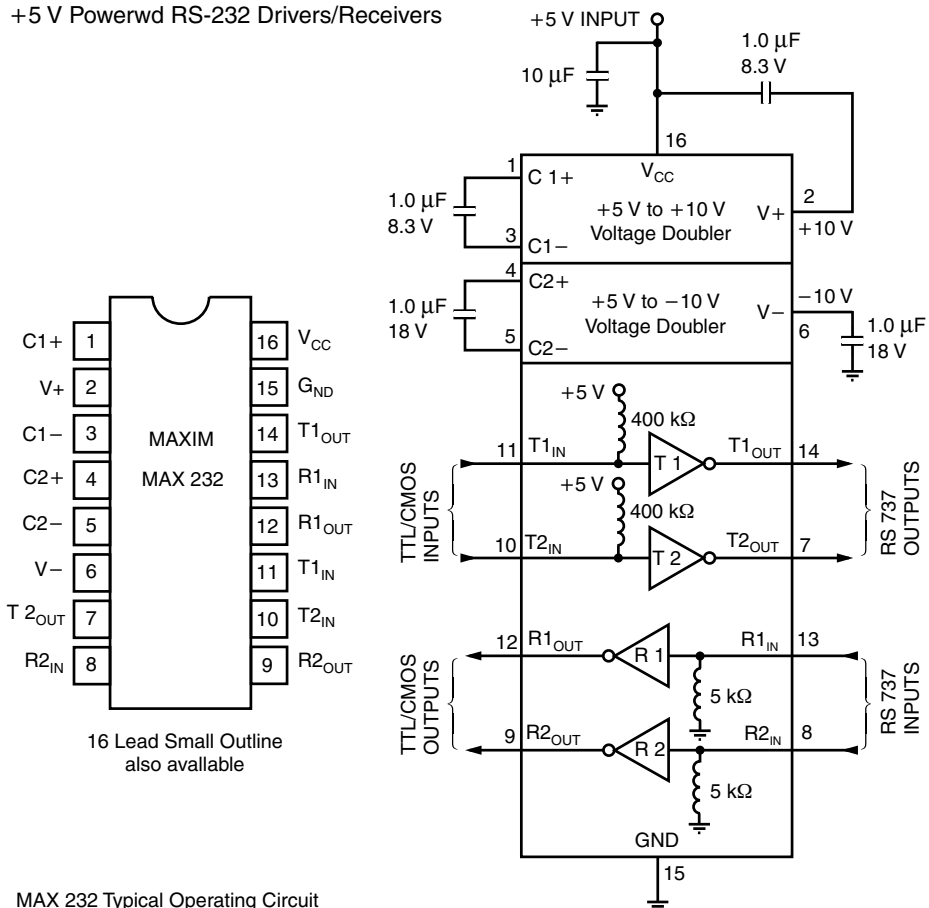 +5 V Powerwd RS-232 Drivers/Receivers
+5 V INPUT
10 μF
1.0 μF
8.3 V
16
V_CC
1
C 1+
1.0 μF
8.3 V
3
C1−
+5 V to +10 V
Voltage Doubler
V+
2
+10 V
4
C2+
1.0 μF
18 V
5
C2−
+5 V to −10 V
Voltage Doubler
V−
−10 V
6
1.0 μF
18 V
C1+ 1
V+ 2
C1− 3
C2+ 4
C2− 5
V− 6
T 2_OUT 7
R2_IN 8
MAXIM
MAX 232
16 V_CC
15 G_ND
14 T1_OUT
13 R1_IN
12 R1_OUT
11 T1_IN
10 T2_IN
9 R2_OUT
16 Lead Small Outline
also avallable
+5 V
400 kΩ
11 T1_IN
T 1
T1_OUT 14
+5 V
400 kΩ
10 T2_IN
T 2
T2_OUT 7
TTL/CMOS
INPUTS
RS 737
OUTPUTS
12 R1_OUT
R 1
R1_IN 13
5 kΩ
9 R2_OUT
R 2
R2_IN 8
5 kΩ
TTL/CMOS
OUTPUTS
RS 737
INPUTS
GND
15
MAX 232 Typical Operating Circuit